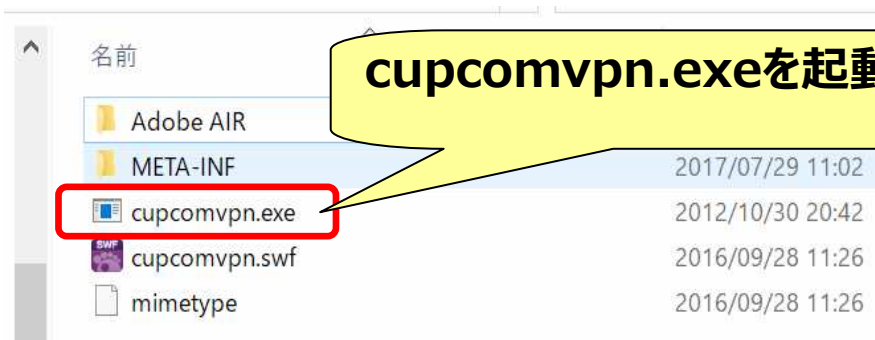 名前
cupcomvpn.exeを起
Adobe AIR
META-INF 2017/07/29 11:02
cupcomvpn.exe 2012/10/30 20:42
SWF
cupcomvpn.swf 2016/09/28 11:26
mimetype 2016/09/28 11:26